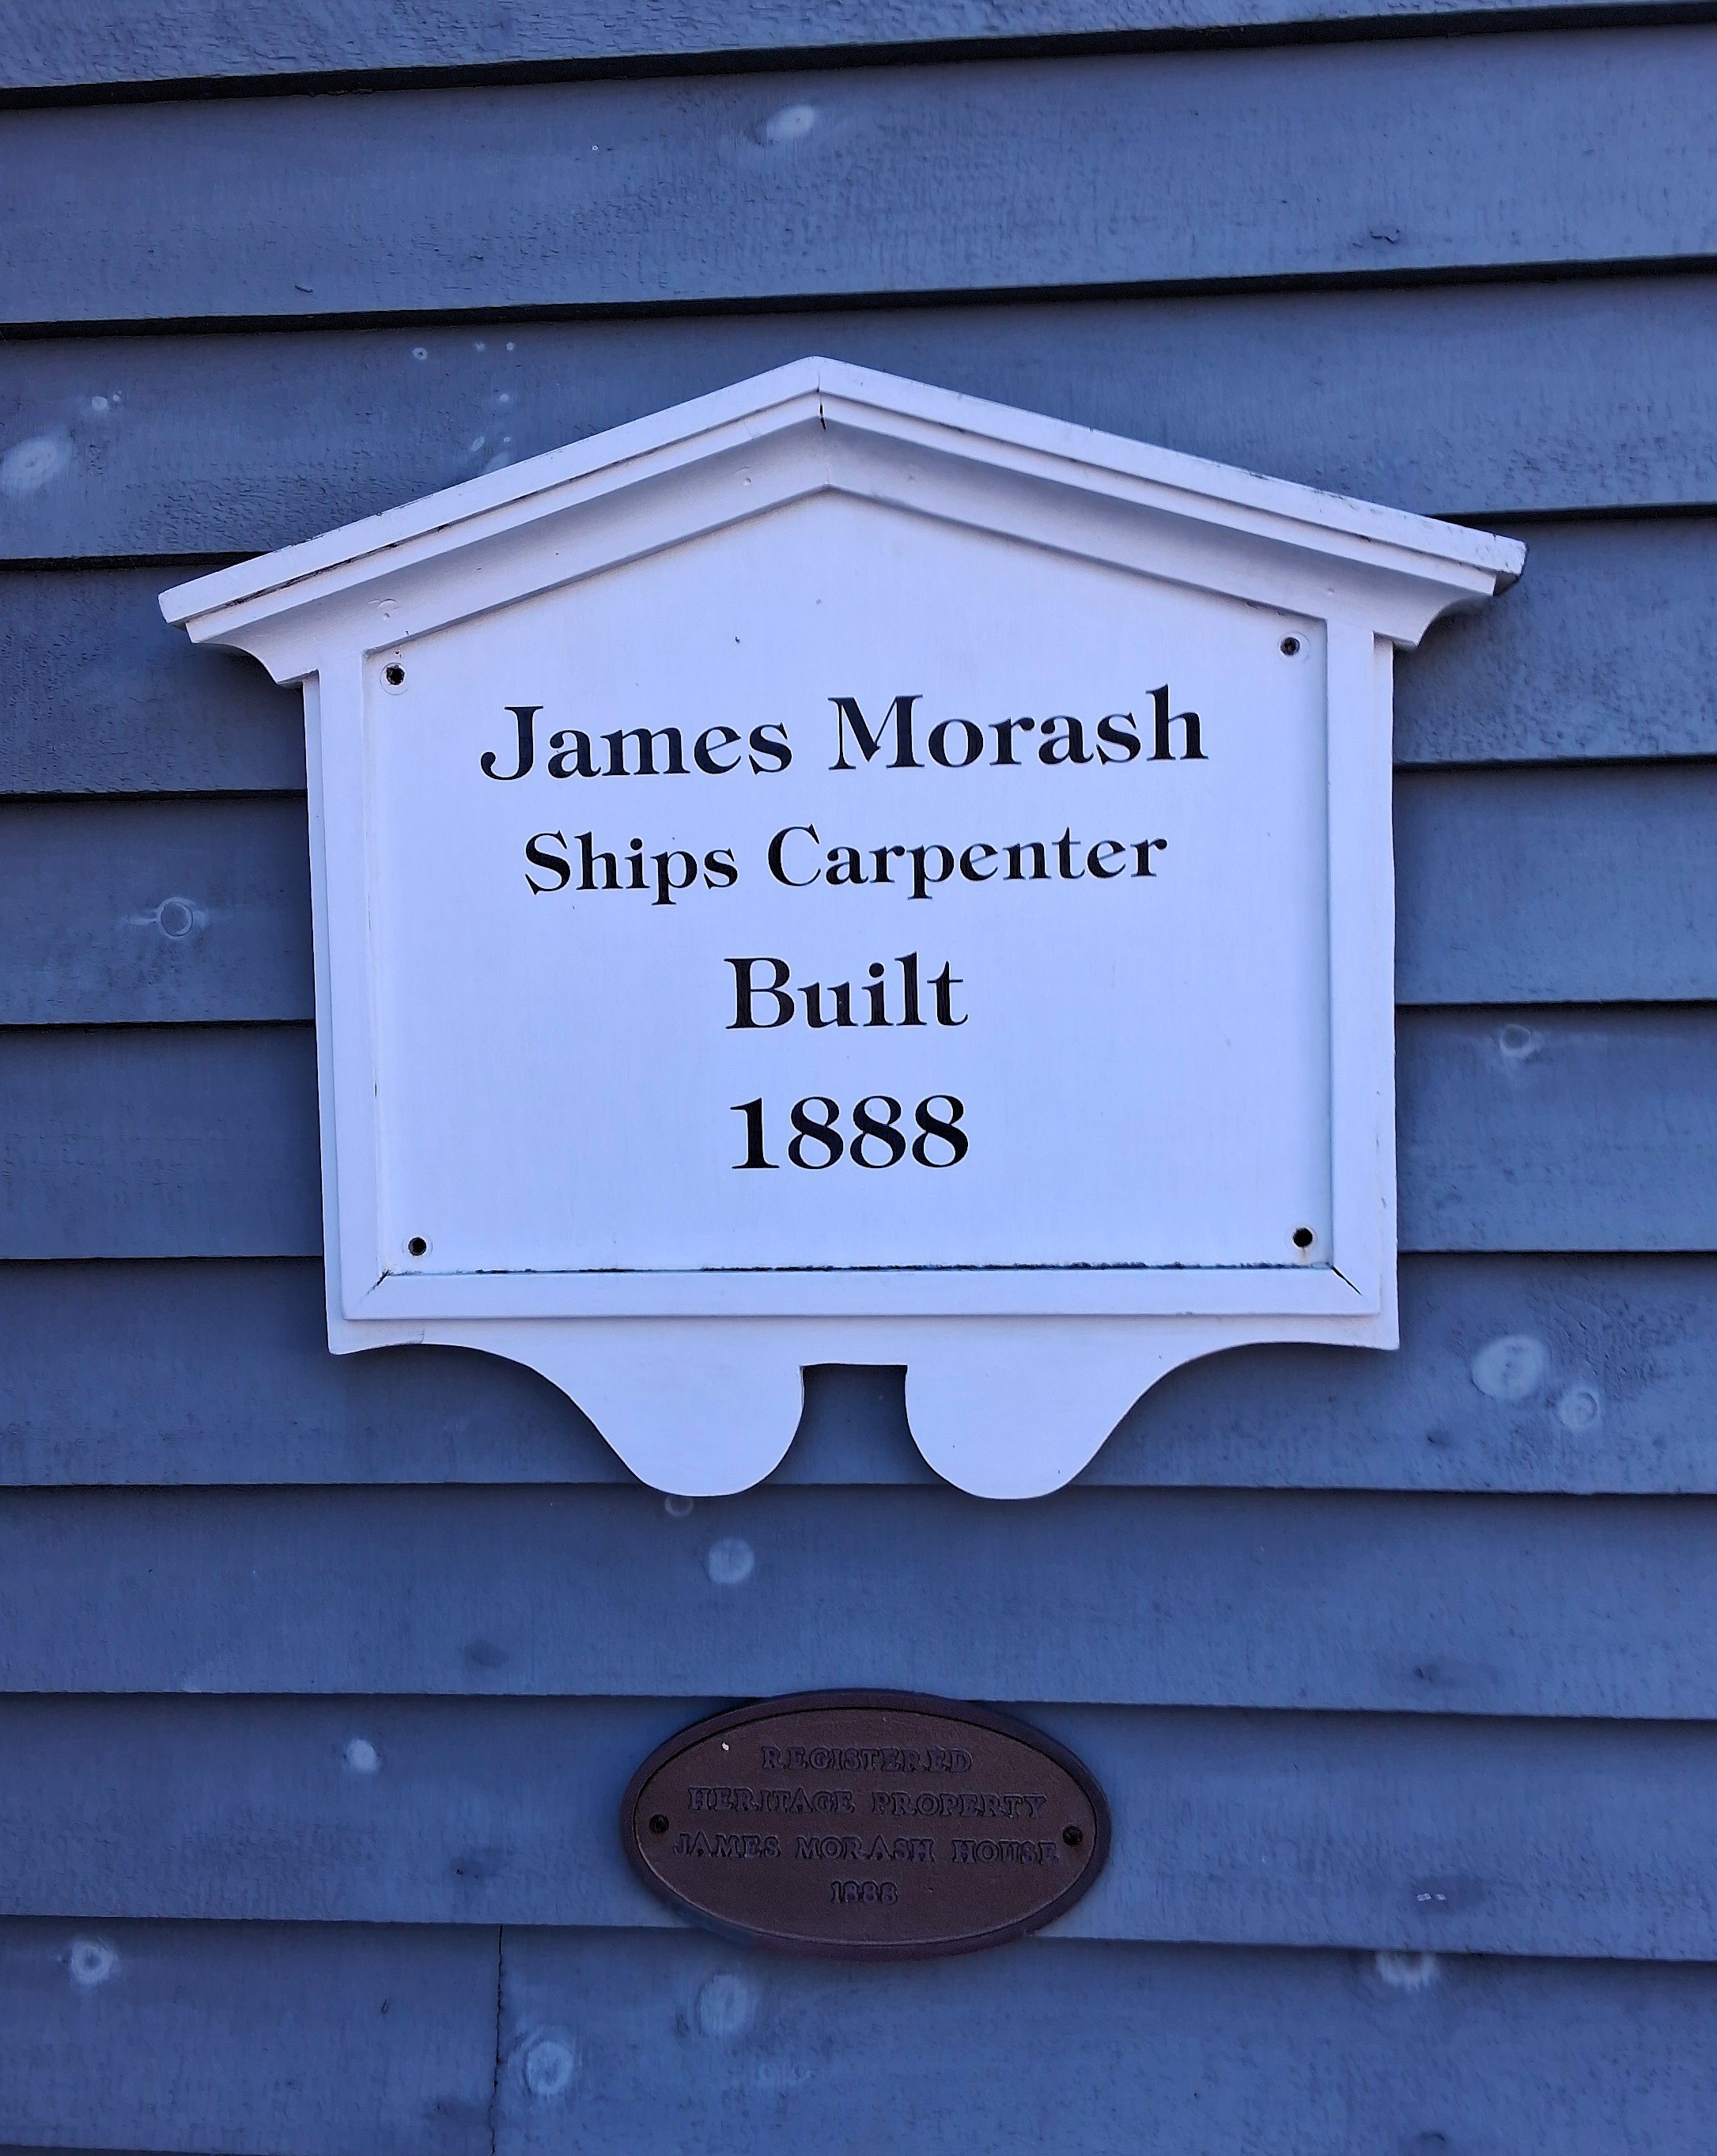 James Morash
Ships Carpenter
Built
1888
REGISTERED
HERITAGE PROPERTY
JAMES MORASH HOUSE
1888